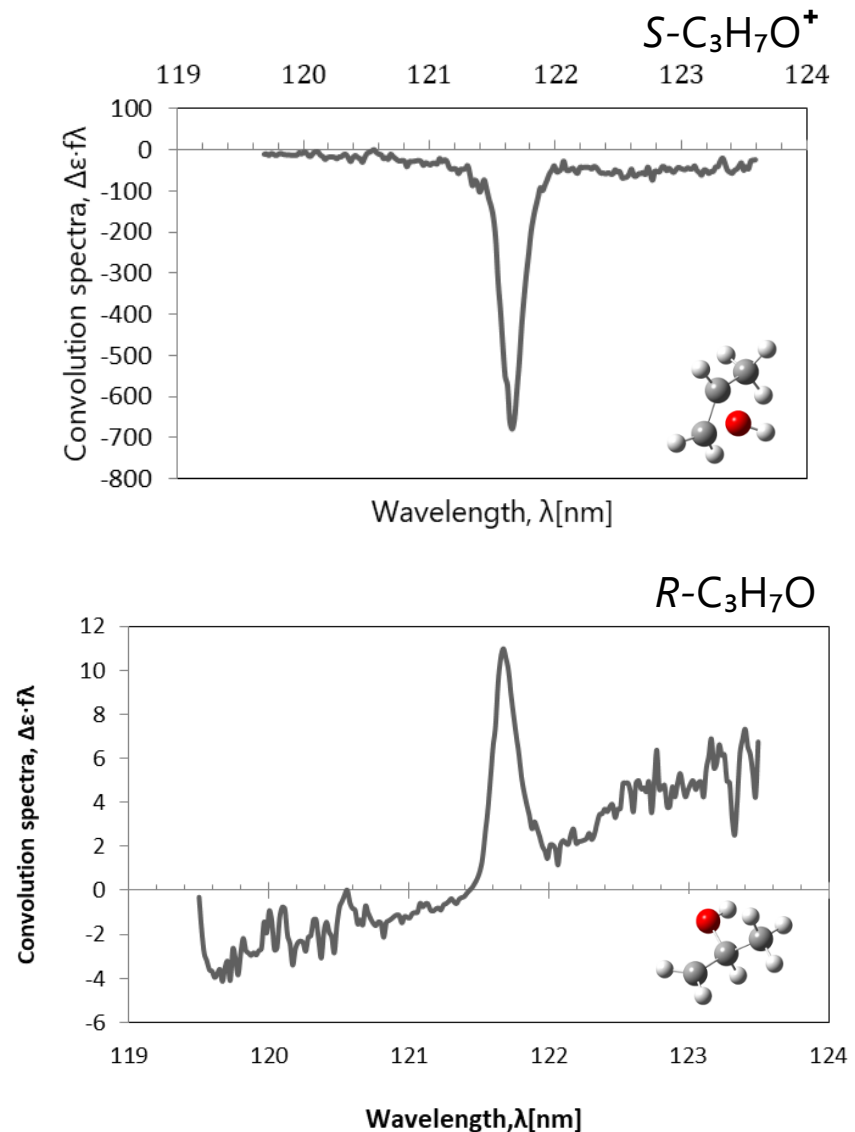 S-C₃H₇O⁺
119 120 121 122 123 124
100
0
-100
-200
-300
-400
-500
-600
-700
-800
Convolution spectra, Δε·fλ
Wavelength, λ[nm]
R-C₃H₇O
12
10
8
6
4
2
0
-2
-4
-6
Convolution spectra, Δε·fλ
119 120 121 122 123 124
Wavelength,λ[nm]